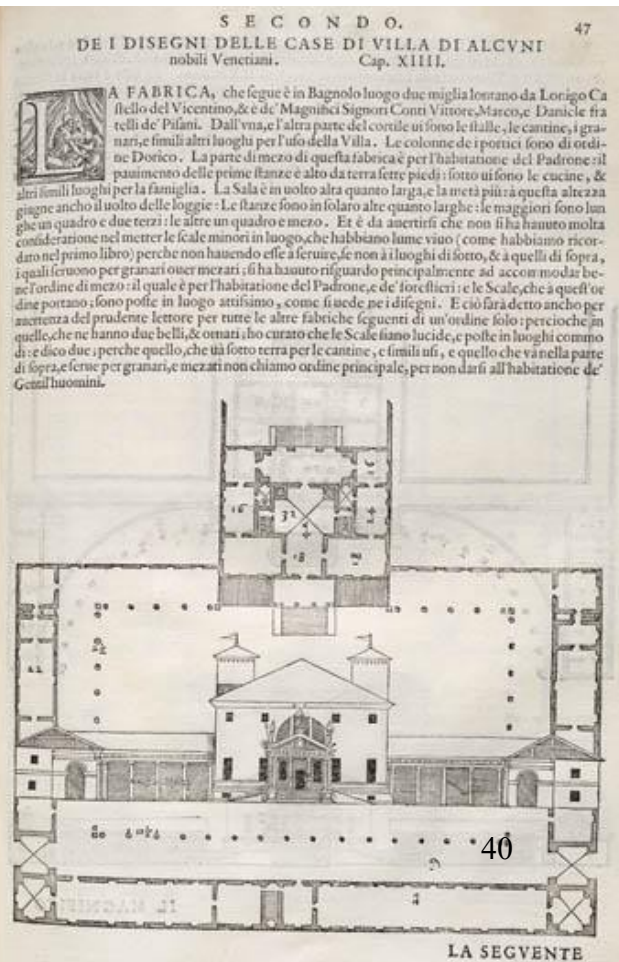 SECONDO.
47
DE I DISEGNI DELLE CASE DI VILLA DI ALCVNI
nobili Venetiani. Cap. XIIII.
LA FABRICA, che segue è in Bagnolo luogo due miglia lontano da Lonigo Ca
stello del Vicentino, & è de' Magnifici Signori Conti Vittore, Marco, e Daniele fra
telli de' Pisani. Dall'vna, e l'altra parte del cortile ui sono le stalle, le cantine, i gra-
nari, e simili altri luoghi per l'uso della Villa. Le colonne de i portici sono di ordi-
ne Dorico. La parte di mezo di questa fabrica è per l'habitatione del Padrone: il
pauimento delle prime stanze è alto da terra sette piedi: sotto ui sono le cucine, &
altri simili luoghi per la famiglia. La Sala è in uolto alta quanto larga, e la metà più: à questa altezza
giugne ancho il uolto delle loggie: Le stanze sono in solaro alte quanto larghe: le maggiori sono lun
ghe un quadro e due terzi: le altre un quadro e mezo. Et è da auertirsi che non si ha hauuto molta
consideratione nel metter le scale minori in luogo, che habbiano lume viuo (come habbiamo ricor-
dato nel primo libro) perche non hauendo esse à seruire, se non à i luoghi di sotto, & à quelli di sopra,
i quali seruono per granari ouer mezati; si ha hauuto risguardo principalmente ad accommodar be-
ne l'ordine di mezo: il quale è per l'habitatione del Padrone, e de' forestieri: e le Scale, che à quest'or
dine portano, sono poste in luogo attissimo, come si uede ne i disegni. E ciò sarà detto ancho per
auertenza del prudente lettore per tutte le altre fabriche seguenti di un'ordine solo: percioche in
quelle, che ne hanno due belli, & ornati; ho curato che le Scale siano lucide, e poste in luoghi commo
di: e dico due; perche quello, che uà sotto terra per le cantine, e simili usi, e quello che và nella parte
di sopra, e serue per granari, e mezati non chiamo ordine principale, per non darsi all'habitatione de'
Gentil'huomini.
16
16
32
24
18
18
40
LA SEGVENTE